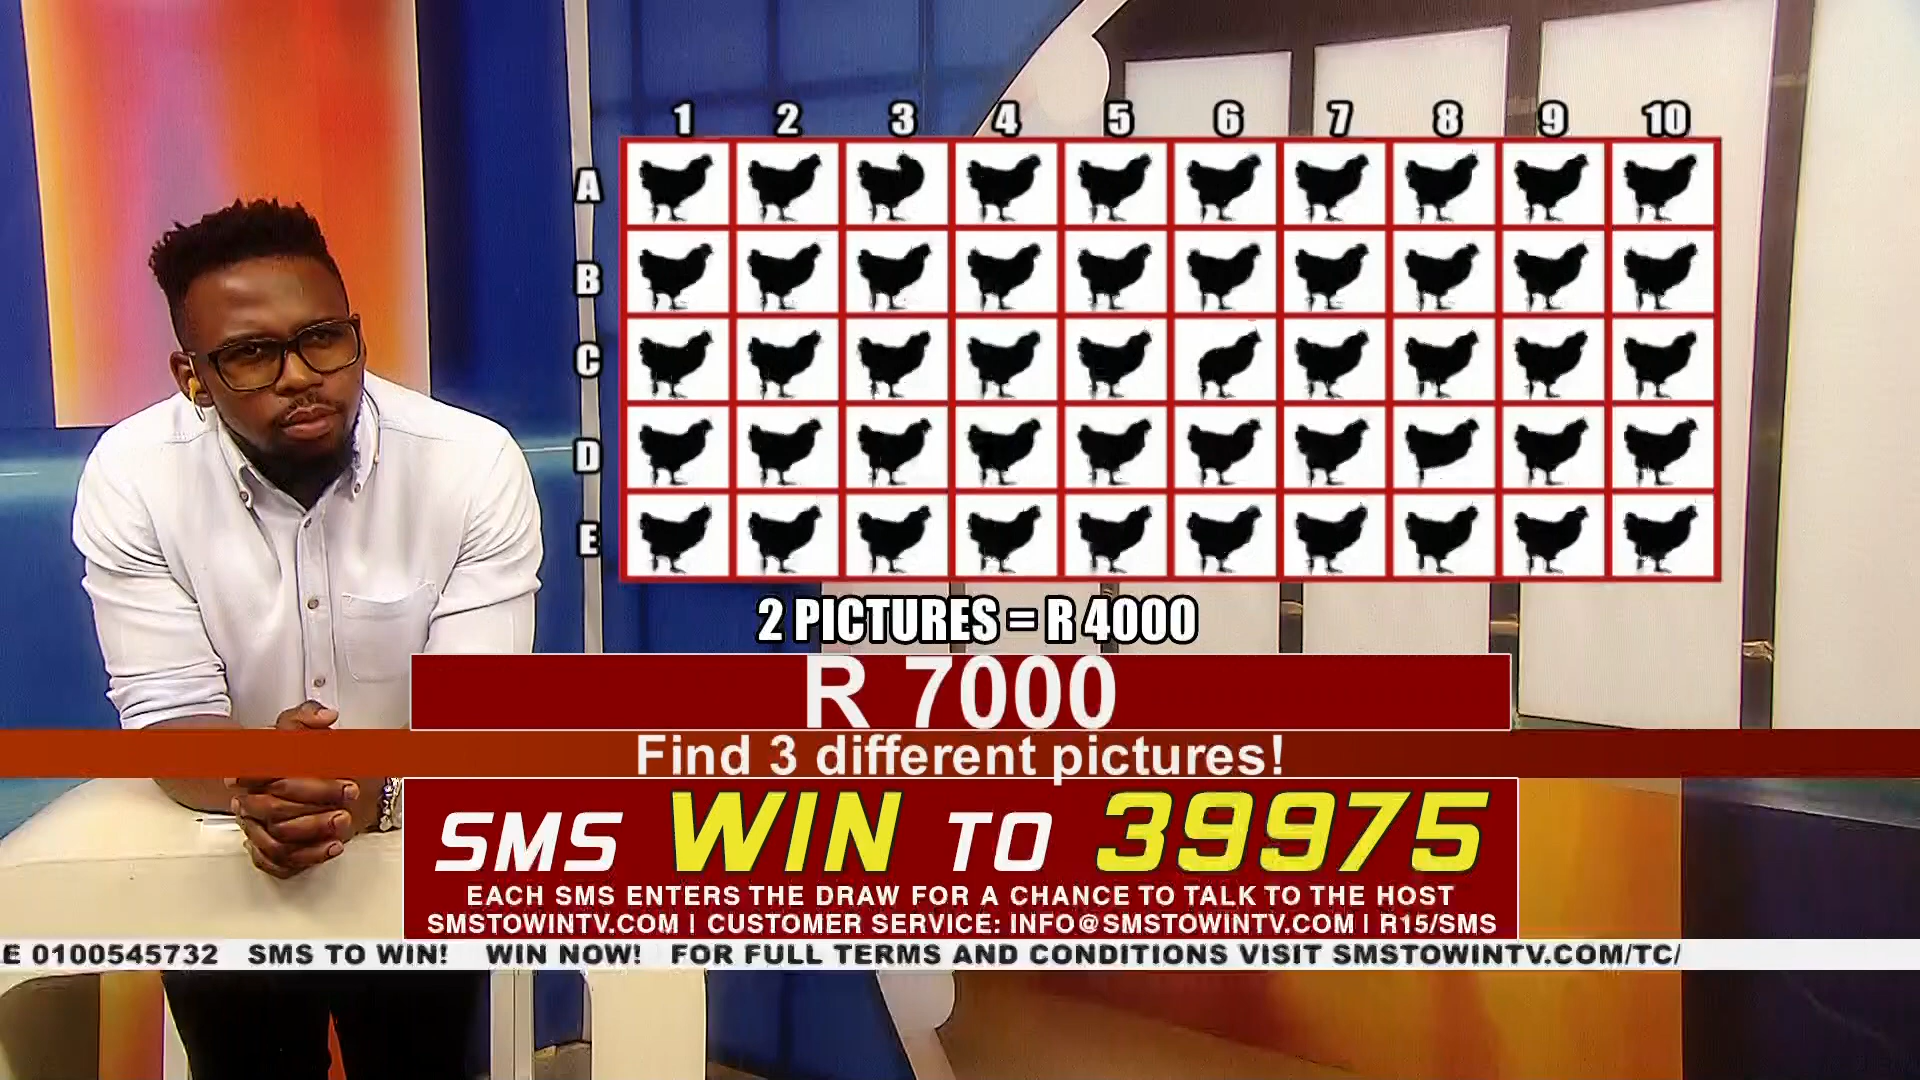 1 2 3 4 5 6 7 8 9 10
A
B
C
D
E
2 PICTURES = R 4000
R 7000
Find 3 different pictures!
SMS WIN TO 39975
EACH SMS ENTERS THE DRAW FOR A CHANCE TO TALK TO THE HOST
SMSTOWINTV.COM | CUSTOMER SERVICE: INFO@SMSTOWINTV.COM | R15/SMS
E 0100545732 SMS TO WIN! WIN NOW! FOR FULL TERMS AND CONDITIONS VISIT SMSTOWINTV.COM/TC/